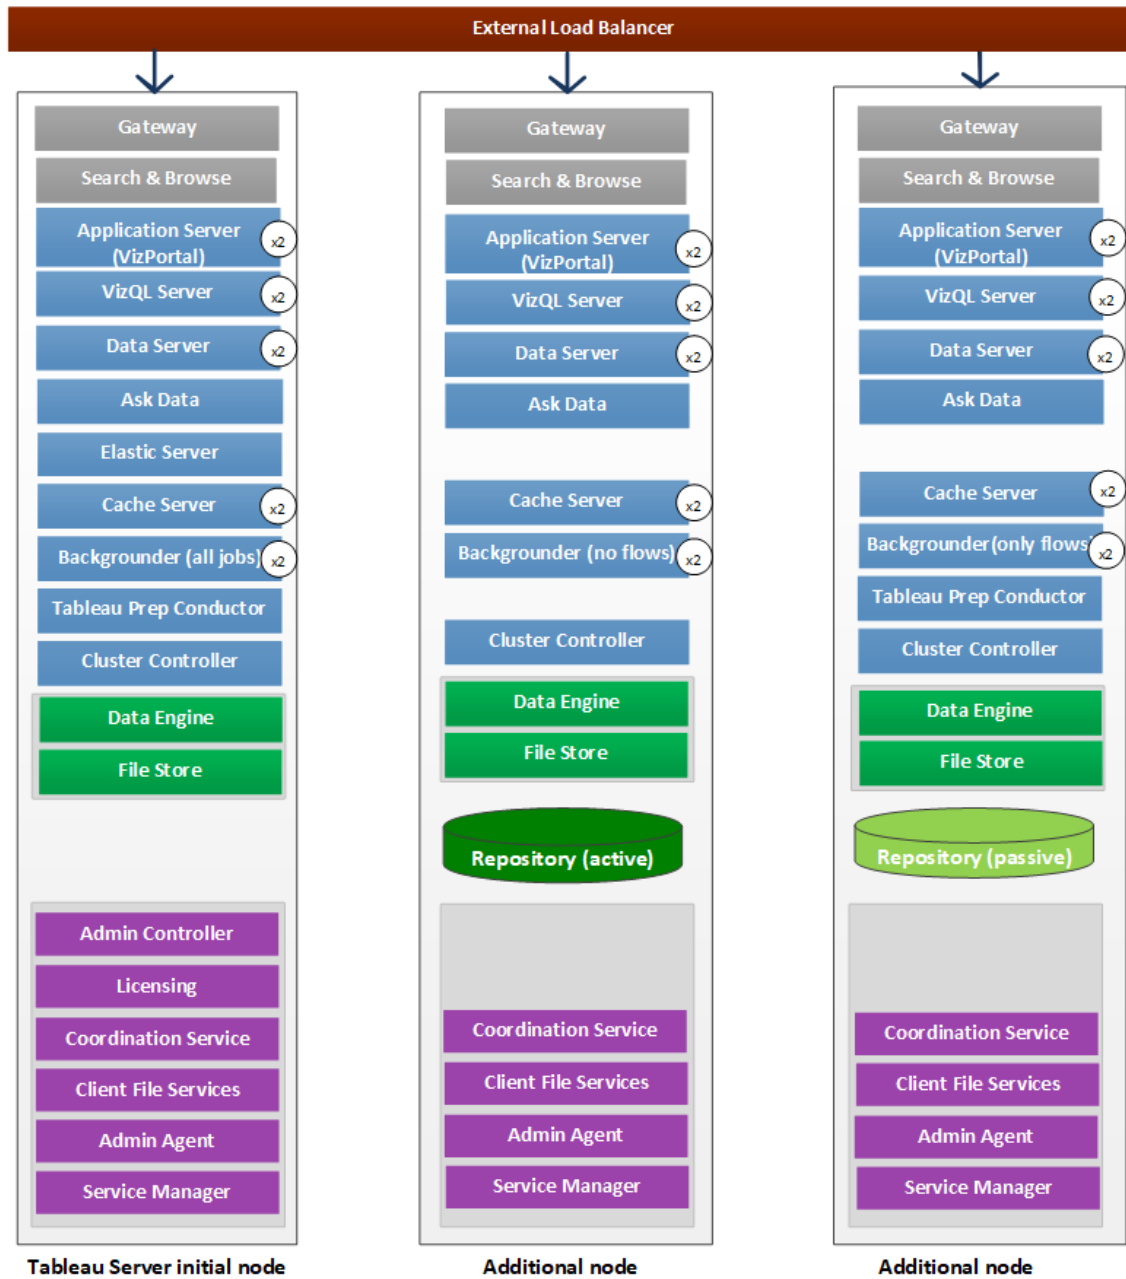 External Load Balancer
Gateway
Search & Browse
Application Server
(VizPortal)
x2
VizQL Server
x2
Data Server
x2
Ask Data
Elastic Server
Cache Server
x2
Backgrounder (all jobs)
x2
Tableau Prep Conductor
Cluster Controller
Data Engine
File Store
Admin Controller
Licensing
Coordination Service
Client File Services
Admin Agent
Service Manager
Tableau Server initial node
Gateway
Search & Browse
Application Server
(VizPortal)
x2
VizQL Server
x2
Data Server
x2
Ask Data
Cache Server
x2
Backgrounder (no flows)
x2
Cluster Controller
Data Engine
File Store
Repository (active)
Coordination Service
Client File Services
Admin Agent
Service Manager
Additional node
Gateway
Search & Browse
Application Server
(VizPortal)
x2
VizQL Server
x2
Data Server
x2
Ask Data
Cache Server
x2
Backgrounder(only flows)
x2
Tableau Prep Conductor
Cluster Controller
Data Engine
File Store
Repository (passive)
Coordination Service
Client File Services
Admin Agent
Service Manager
Additional node